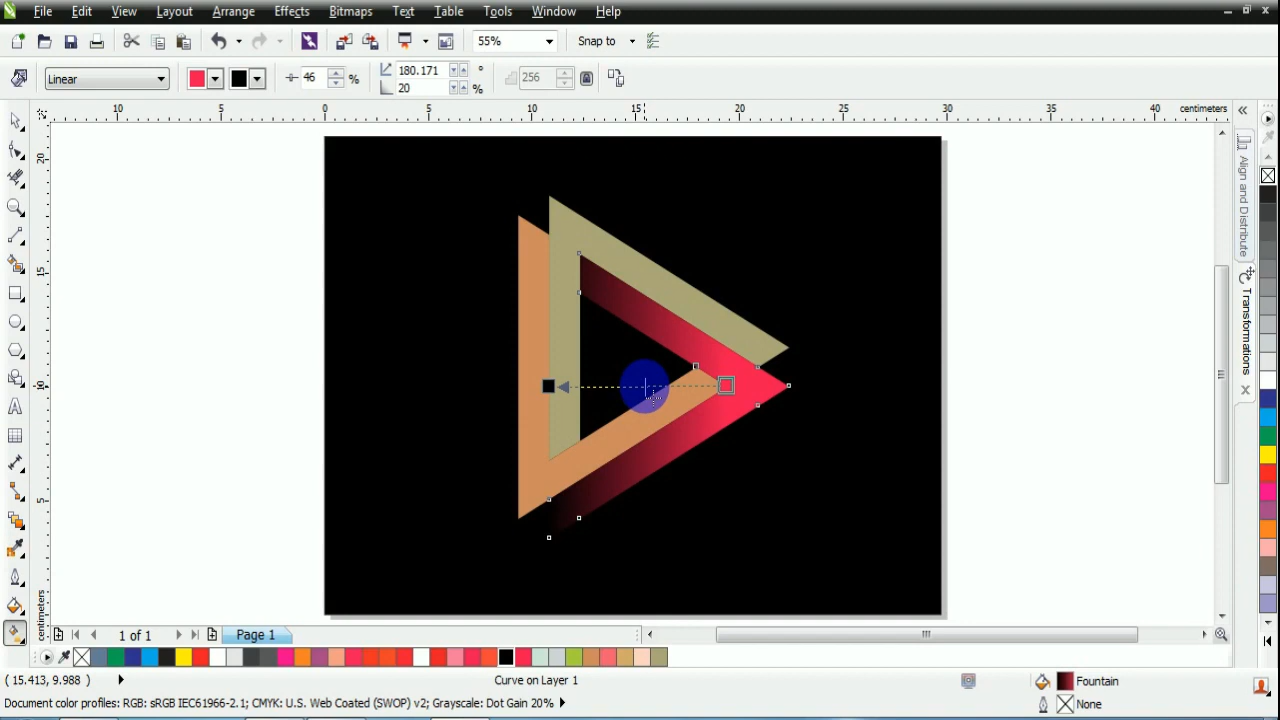 File Edit View Layout Arrange Effects Bitmaps Text Table Tools Window Help
55% Snap to
Linear 46 % 180.171 ° 256
20 %
10 5 0 5 10 15 20 25 30 35 40 centimeters
20
15
10
5
centimeters
Align and Distribute
Transformations
1 of 1 Page 1
( 15.413, 9.988 ) Curve on Layer 1 Fountain
Document color profiles: RGB: sRGB IEC61966-2.1; CMYK: U.S. Web Coated (SWOP) v2; Grayscale: Dot Gain 20% None